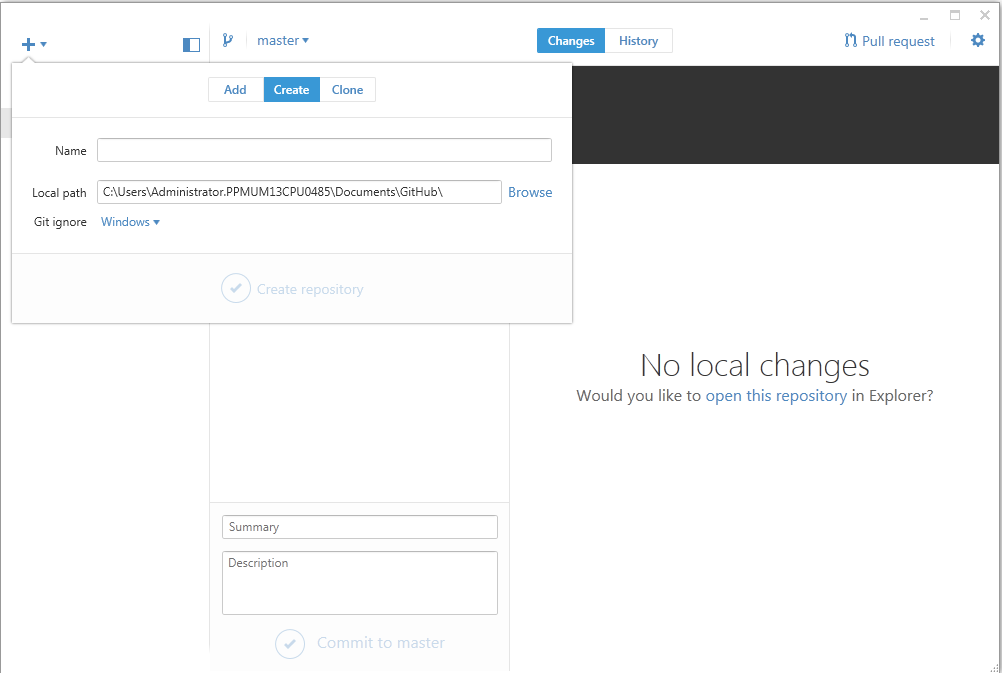 master
Changes History
Pull request
Add Create Clone
Name
Local path C:\Users\Administrator.PPMUM13CPU0485\Documents\GitHub\ Browse
Git ignore Windows
Create repository
No local changes
Would you like to open this repository in Explorer?
Summary
Description
Commit to master